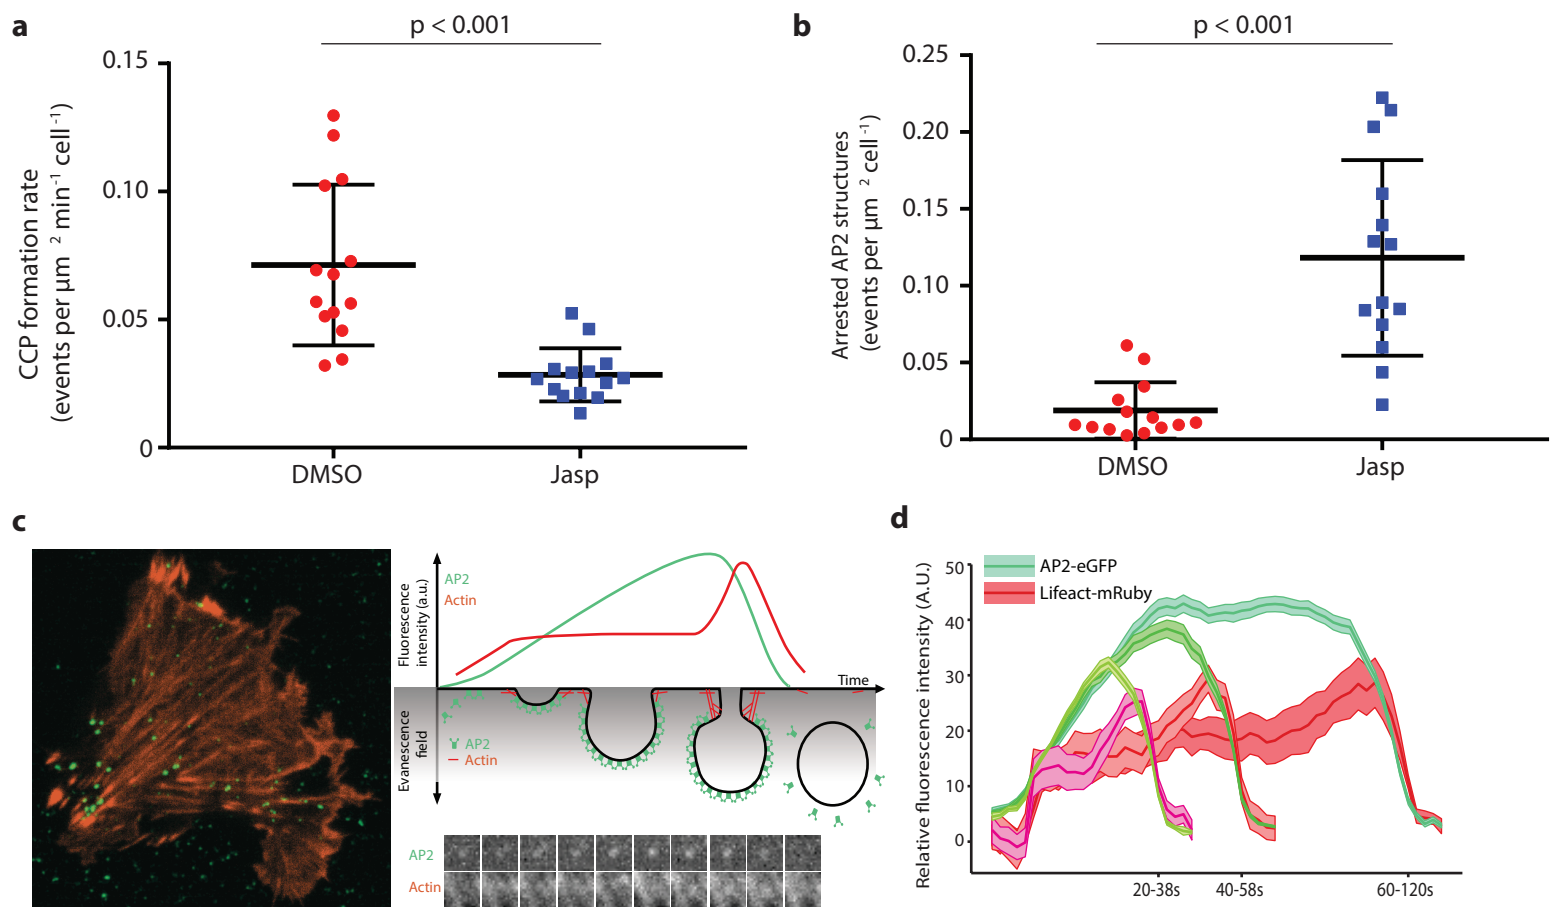 a
p < 0.001
0.15
0.10
0.05
0
CCP formation rate
(events per μm 2 min-1 cell-1)
DMSO
Jasp
b
p < 0.001
0.25
0.20
0.15
0.10
0.05
0
Arrested AP2 structures
(events per μm 2 cell-1)
DMSO
Jasp
c
Fluorescence
intensity (a.u.)
AP2
Actin
Time
Evanescence
field
AP2
Actin
AP2
Actin
d
AP2-eGFP
Lifeact-mRuby
50
40
30
20
10
0
Relative fluorescence intensity (A.U.)
20-38s
40-58s
60-120s